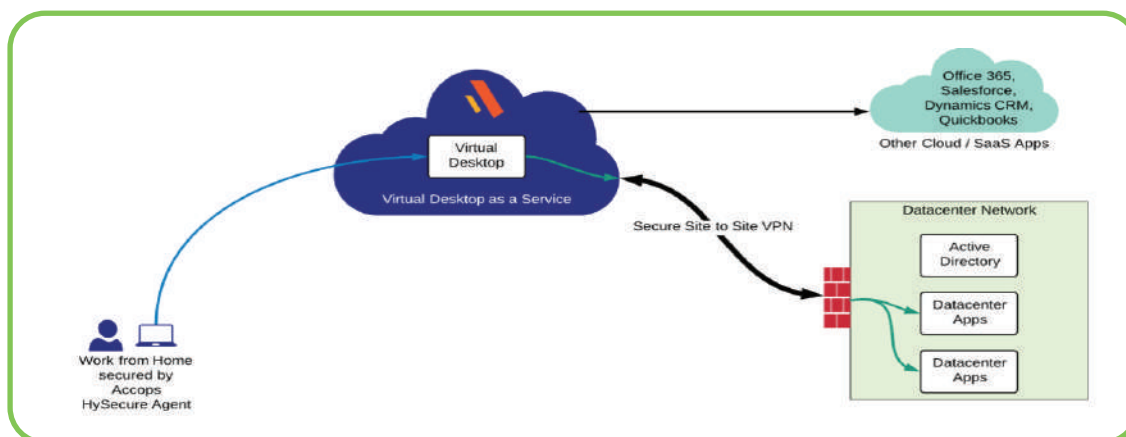 Office 365,
Salesforce,
Dynamics CRM,
Quickbooks
Other Cloud / SaaS Apps
Virtual
Desktop
Virtual Desktop as a Service
Secure Site to Site VPN
Datacenter Network
Active
Directory
Datacenter
Apps
Datacenter
Apps
Work from Home
secured by
Accops
HySecure Agent